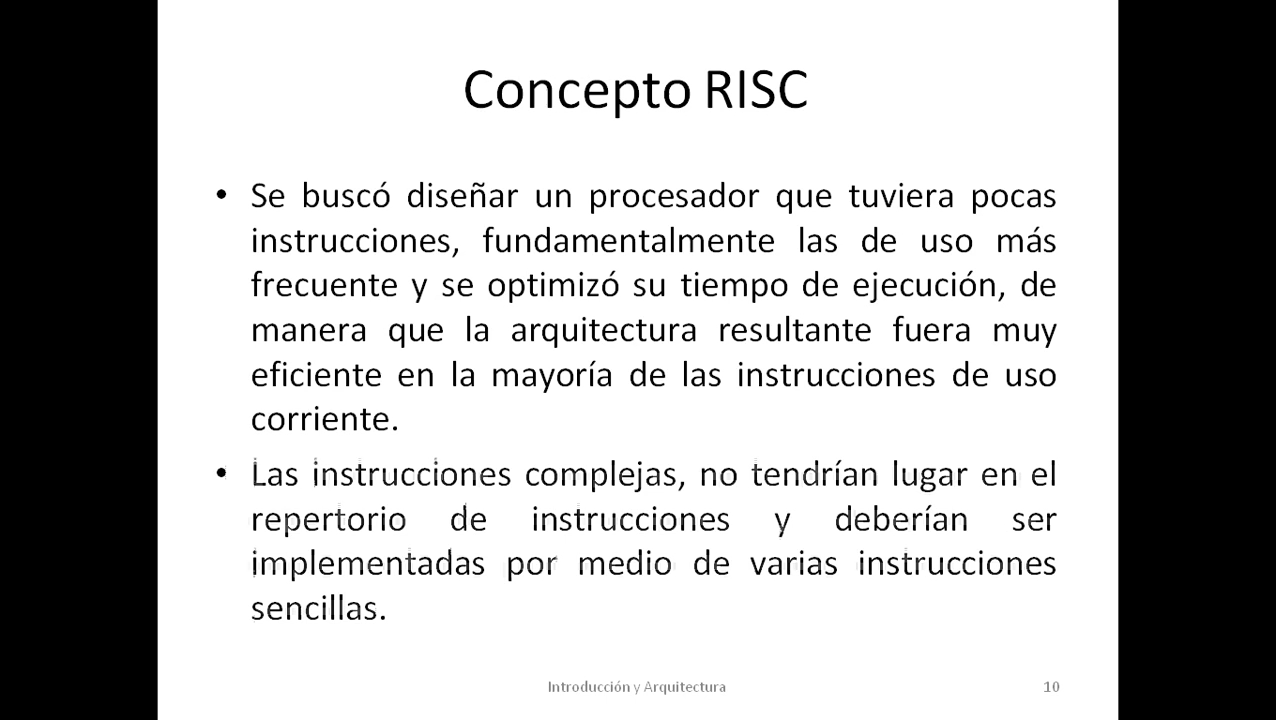 Concepto RISC
• Se buscó diseñar un procesador que tuviera pocas
instrucciones, fundamentalmente las de uso más
frecuente y se optimizó su tiempo de ejecución, de
manera que la arquitectura resultante fuera muy
eficiente en la mayoría de las instrucciones de uso
corriente.
• Las instrucciones complejas, no tendrían lugar en el
repertorio de instrucciones y deberían ser
implementadas por medio de varias instrucciones
sencillas.
Introducción y Arquitectura 10